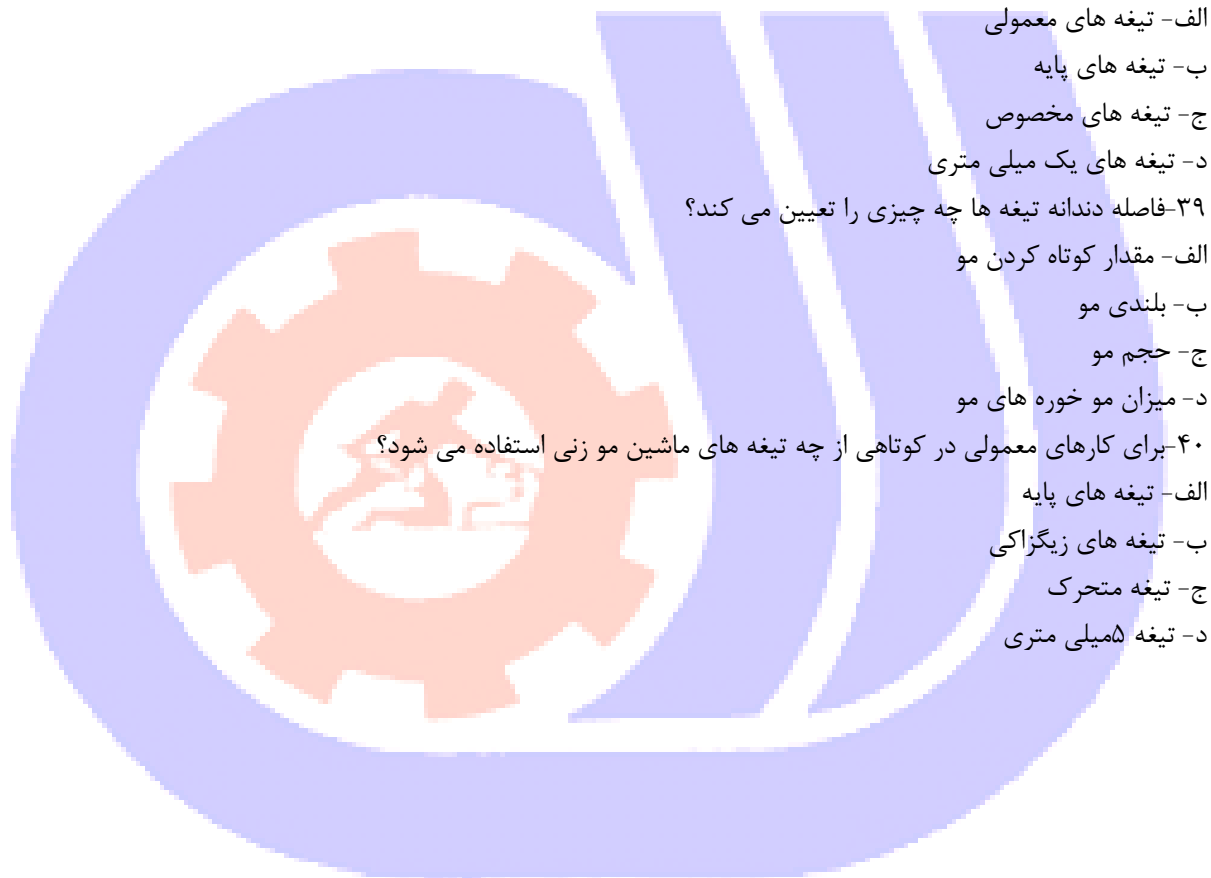 الف- تیغه های معمولی
ب- تیغه های پایه
ج- تیغه های مخصوص
د- تیغه های یک میلی متری
۳۹-فاصله دندانه تیغه ها چه چیزی را تعیین می کند؟
الف- مقدار کوتاه کردن مو
ب- بلندی مو
ج- حجم مو
د- میزان مو خوره های مو
۴۰-برای کارهای معمولی در کوتاهی از چه تیغه های ماشین مو زنی استفاده می شود؟
الف- تیغه های پایه
ب- تیغه های زیگزاکی
ج- تیغه متحرک
د- تیغه ۵میلی متری